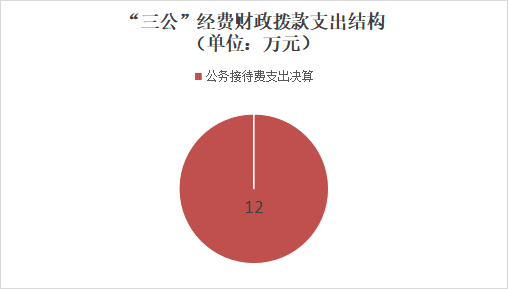 “三公”经费财政拨款支出结构
（单位：万元）
公务接待费支出决算
12